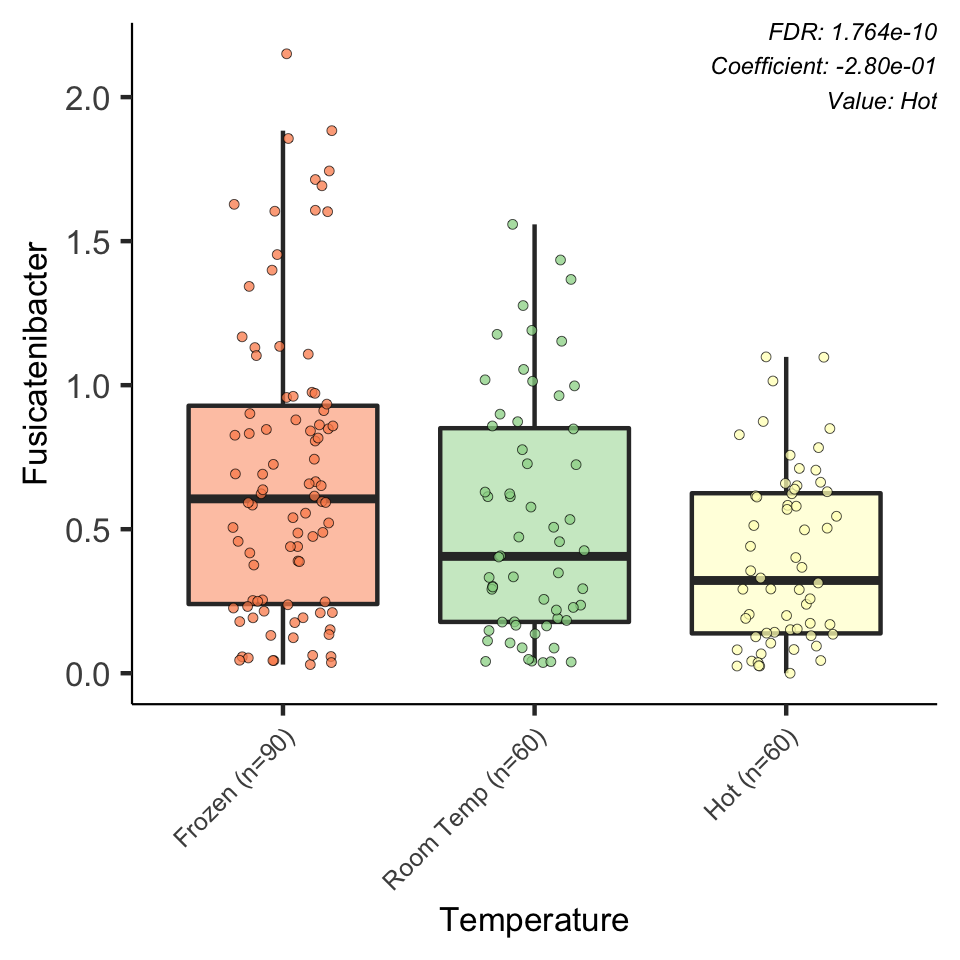 FDR: 1.764e-10
Coefficient: -2.80e-01
Value: Hot
Fusicatenibacter
2.0
1.5
1.0
0.5
0.0
Frozen (n=90)
Room Temp (n=60)
Hot (n=60)
Temperature